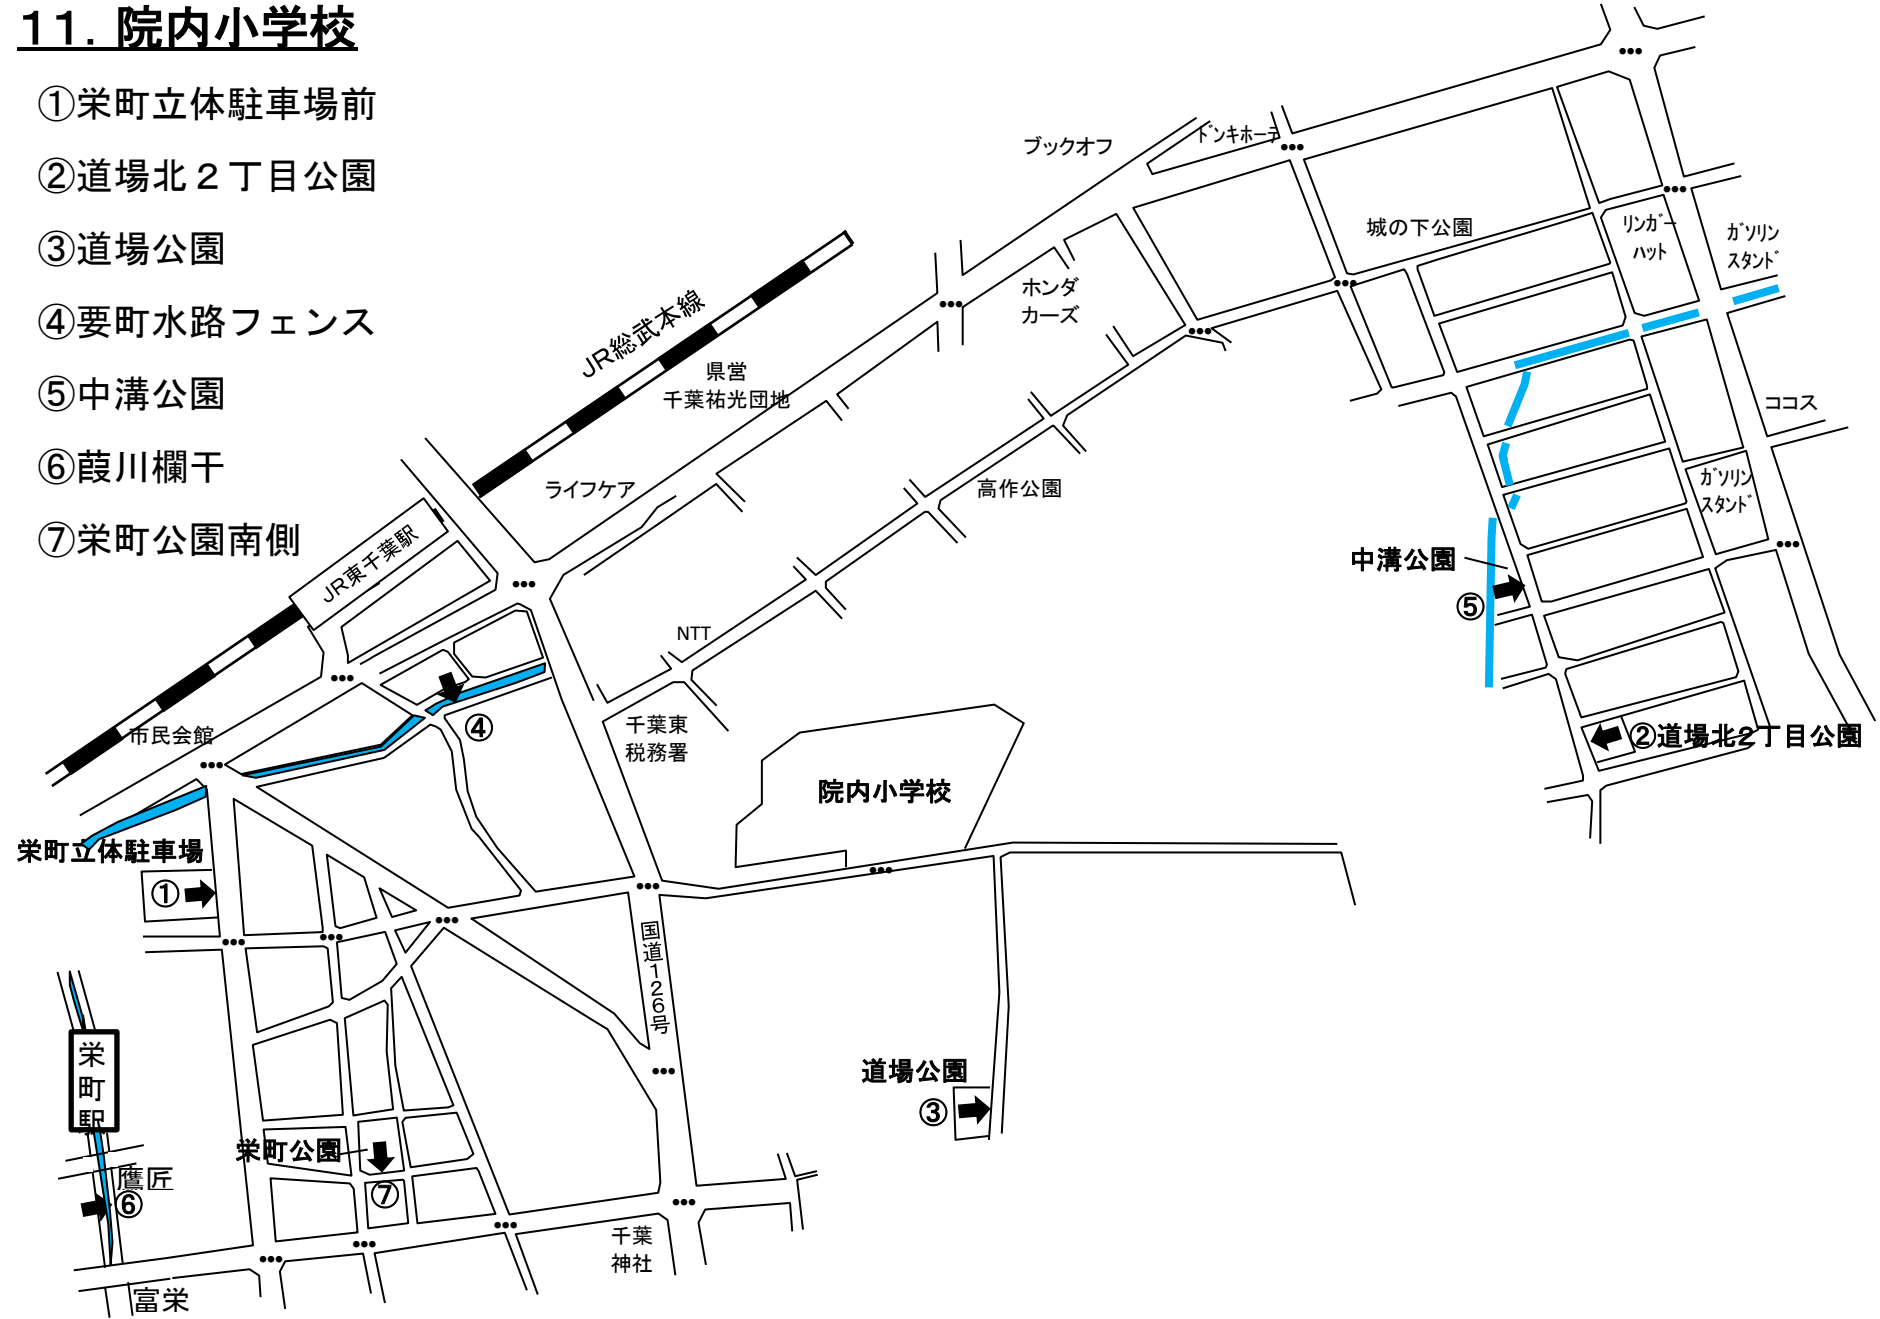 11．院内小学校
①栄町立体駐車場前
②道場北２丁目公園
③道場公園
④要町水路フェンス
⑤中溝公園
⑥葭川欄干
⑦栄町公園南側
ブックオフ
ﾄﾞﾝｷﾎｰﾃ
城の下公園
ﾘﾝｶﾞｰ
ﾊｯﾄ
ｶﾞｿﾘﾝ
ｽﾀﾝﾄﾞ
JR総武本線
ホンダ
カーズ
県営
千葉祐光団地
ココス
ライフケア
高作公園
ｶﾞｿﾘﾝ
ｽﾀﾝﾄﾞ
JR東千葉駅
中溝公園
⑤
NTT
市民会館
④
千葉東
税務署
②道場北２丁目公園
院内小学校
栄町立体駐車場
①
国道126号
栄町駅
道場公園
③
栄町公園
⑦
鷹匠
⑥
千葉
神社
富栄